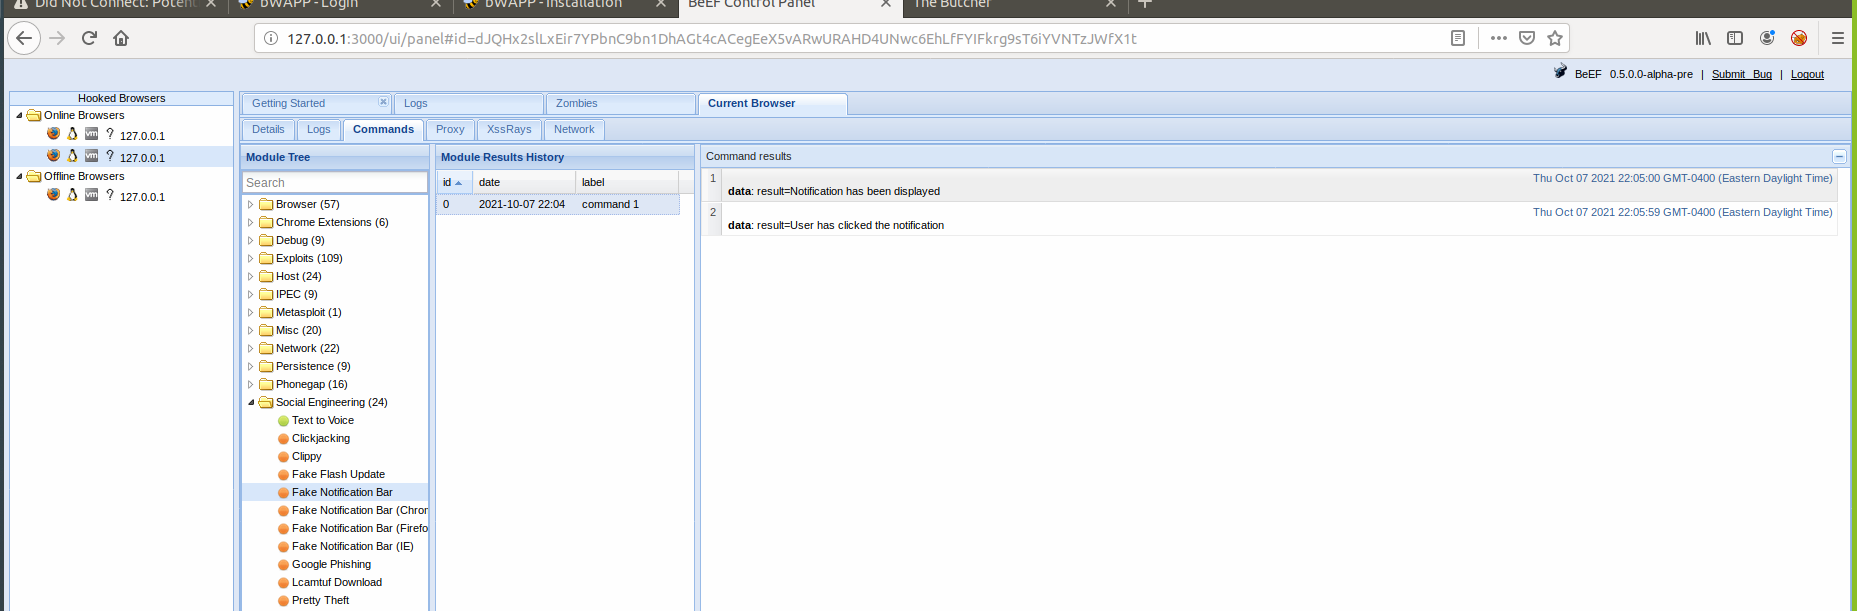 Did Not Connect: Poten
bWAPP - Login
bWAPP - Installation
BeEF Control Panel
The Butcher
127.0.0.1:3000/ui/panel#id=dJQHx2slLxEir7YPbnC9bn1DhAGt4cACegEeX5vARwURAHD4UNwc6EhLfFYIFkrg9sT6iYVNTzJWfX1t
BeEF 0.5.0.0-alpha-pre | Submit Bug | Logout
Hooked Browsers
Online Browsers
? 127.0.0.1
? 127.0.0.1
Offline Browsers
? 127.0.0.1
Getting Started
Logs
Zombies
Current Browser
Details
Logs
Commands
Proxy
XssRays
Network
Module Tree
Search
Browser (57)
Chrome Extensions (6)
Debug (9)
Exploits (109)
Host (24)
IPEC (9)
Metasploit (1)
Misc (20)
Network (22)
Persistence (9)
Phonegap (16)
Social Engineering (24)
Text to Voice
Clickjacking
Clippy
Fake Flash Update
Fake Notification Bar
Fake Notification Bar (Chron
Fake Notification Bar (Firefo
Fake Notification Bar (IE)
Google Phishing
Lcamtuf Download
Pretty Theft
Module Results History
id date label
0 2021-10-07 22:04 command 1
Command results
1 Thu Oct 07 2021 22:05:00 GMT-0400 (Eastern Daylight Time)
data: result=Notification has been displayed
2 Thu Oct 07 2021 22:05:59 GMT-0400 (Eastern Daylight Time)
data: result=User has clicked the notification